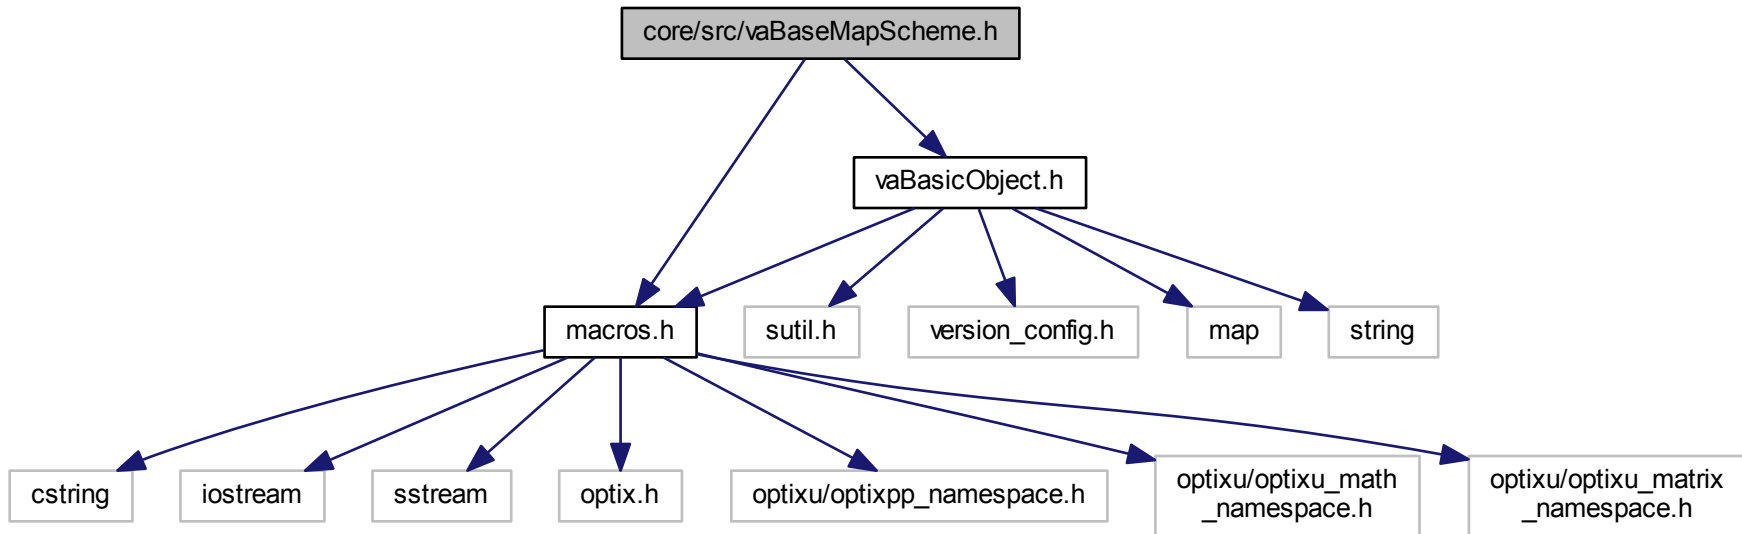 core/src/vaBaseMapScheme.h
vaBasicObject.h
macros.h
sutil.h
version_config.h
map
string
cstring
iostream
sstream
optix.h
optixu/optixpp_namespace.h
optixu/optixu_math
_namespace.h
optixu/optixu_matrix
_namespace.h